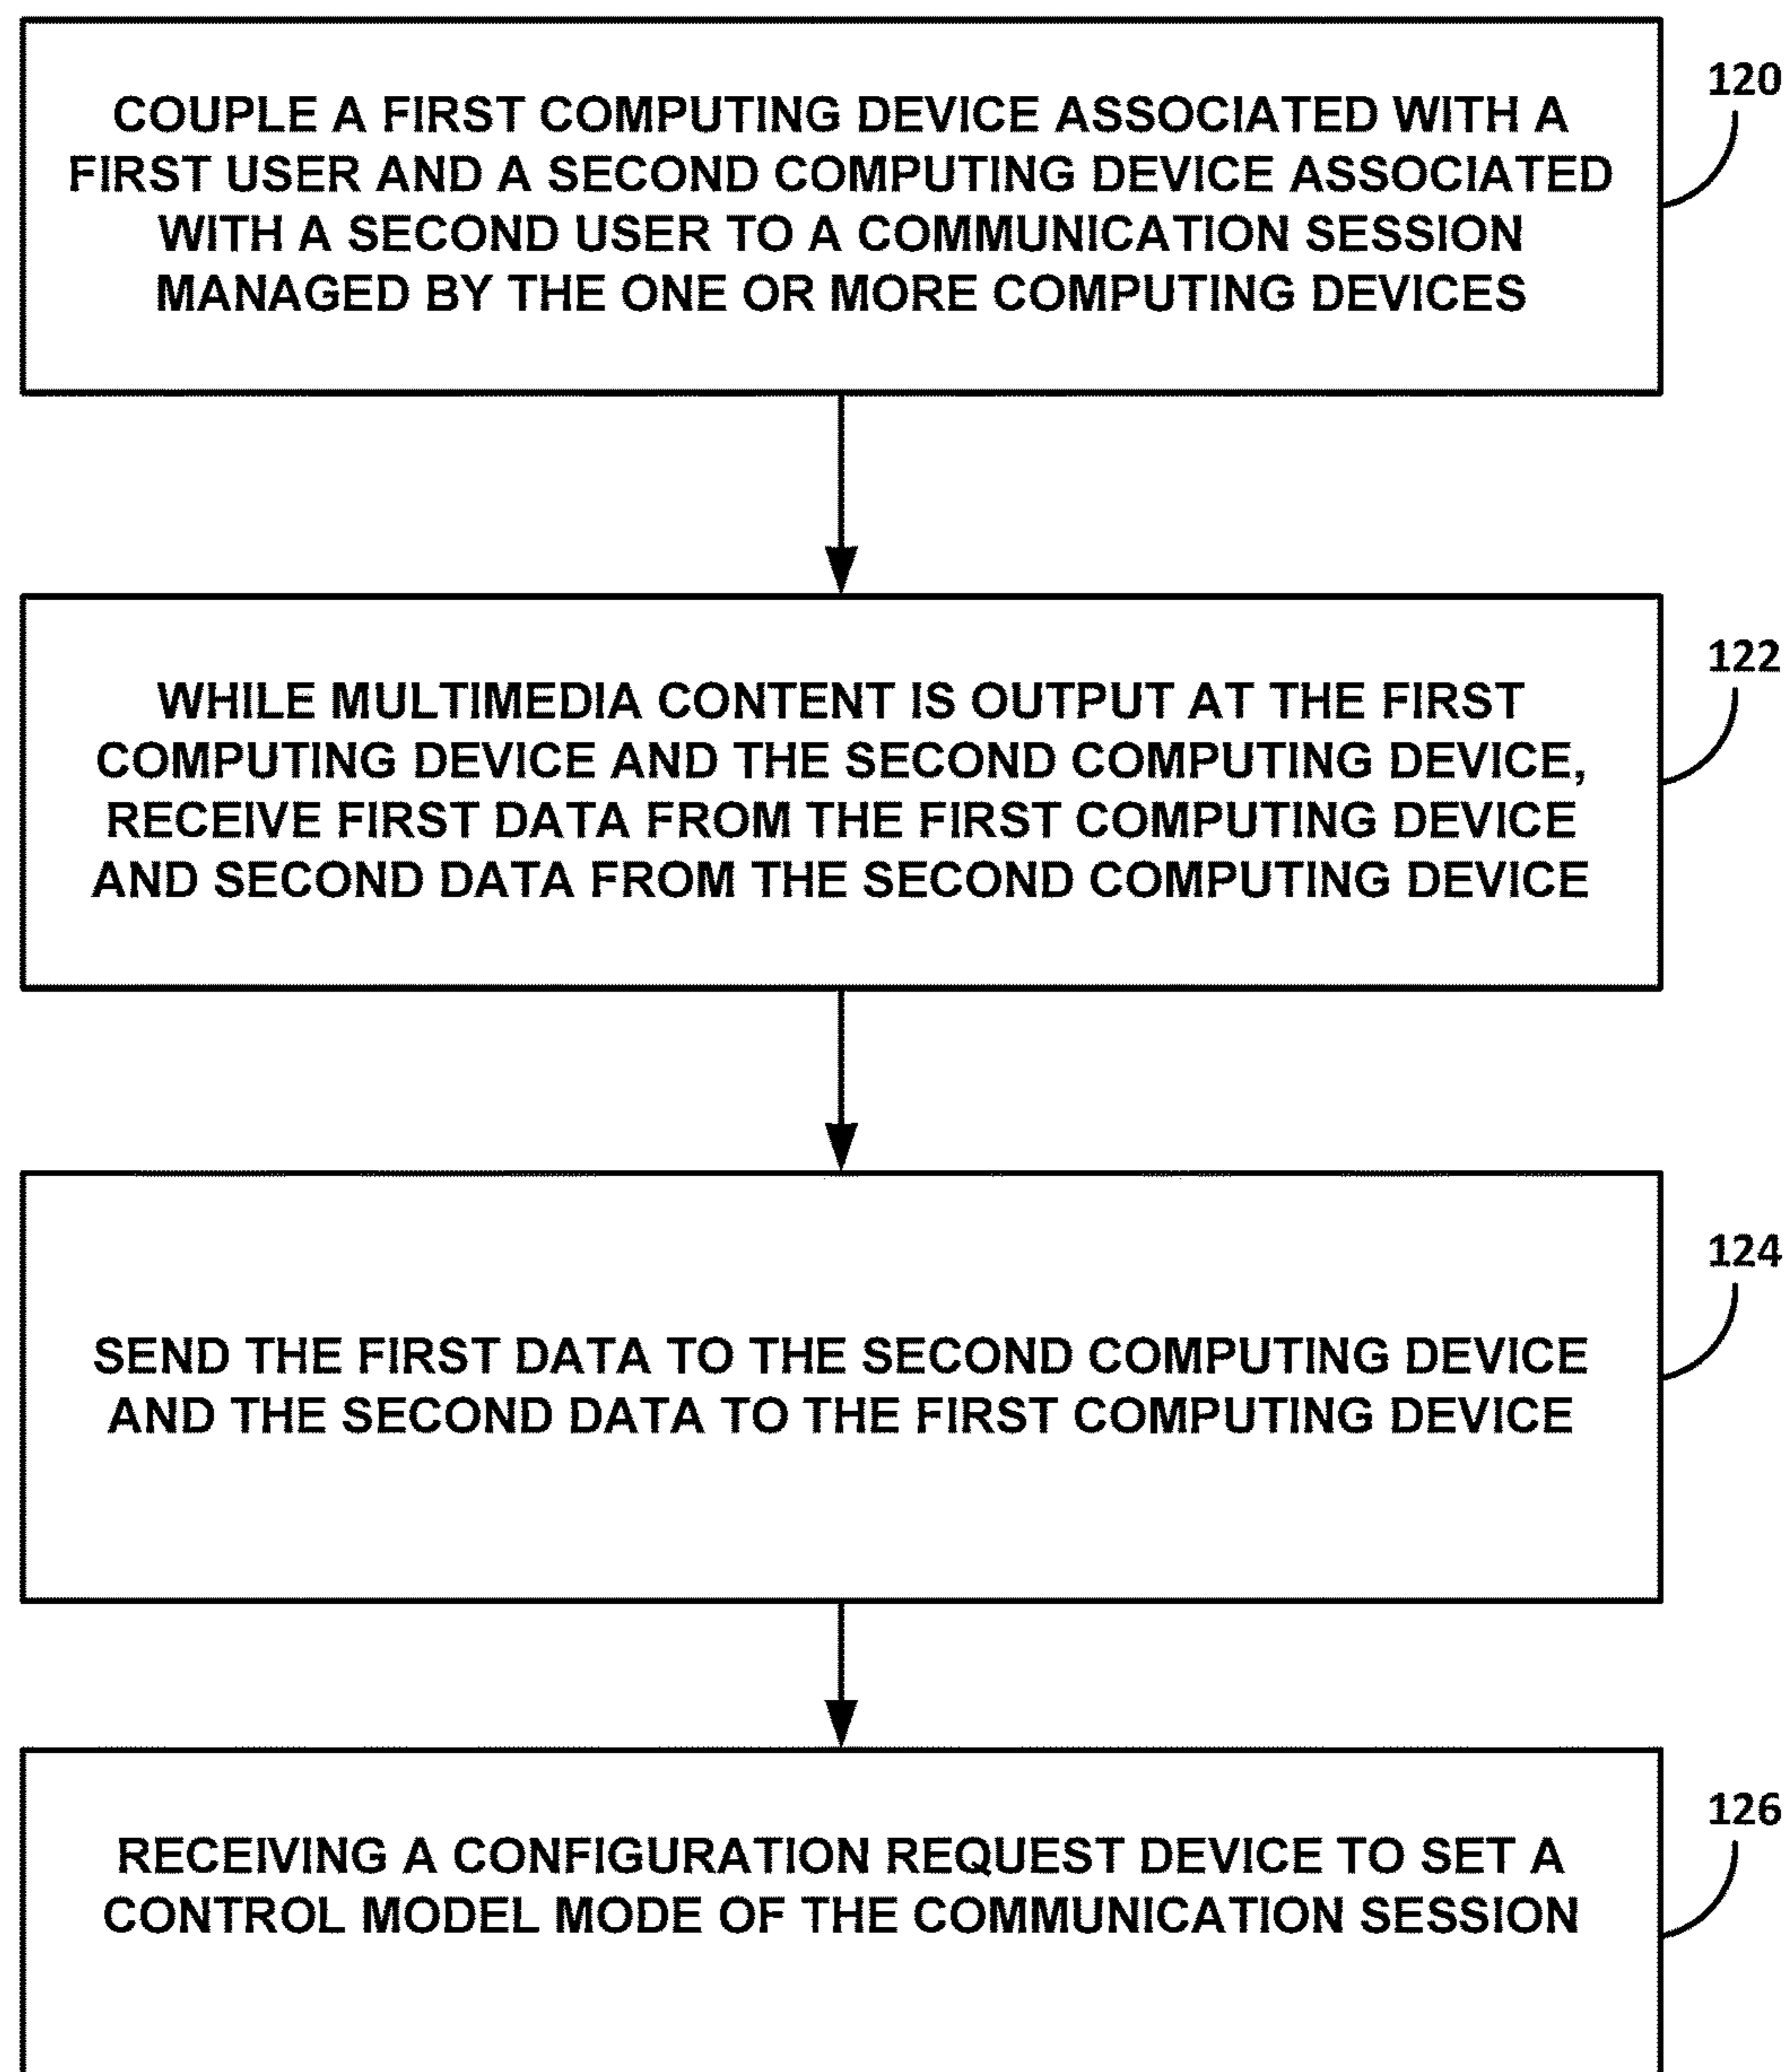 COUPLE A FIRST COMPUTING DEVICE ASSOCIATED WITH A
FIRST USER AND A SECOND COMPUTING DEVICE ASSOCIATED
WITH A SECOND USER TO A COMMUNICATION SESSION
MANAGED BY THE ONE OR MORE COMPUTING DEVICES
120
WHILE MULTIMEDIA CONTENT IS OUTPUT AT THE FIRST
COMPUTING DEVICE AND THE SECOND COMPUTING DEVICE,
RECEIVE FIRST DATA FROM THE FIRST COMPUTING DEVICE
AND SECOND DATA FROM THE SECOND COMPUTING DEVICE
122
SEND THE FIRST DATA TO THE SECOND COMPUTING DEVICE
AND THE SECOND DATA TO THE FIRST COMPUTING DEVICE
124
RECEIVING A CONFIGURATION REQUEST DEVICE TO SET A
CONTROL MODEL MODE OF THE COMMUNICATION SESSION
126